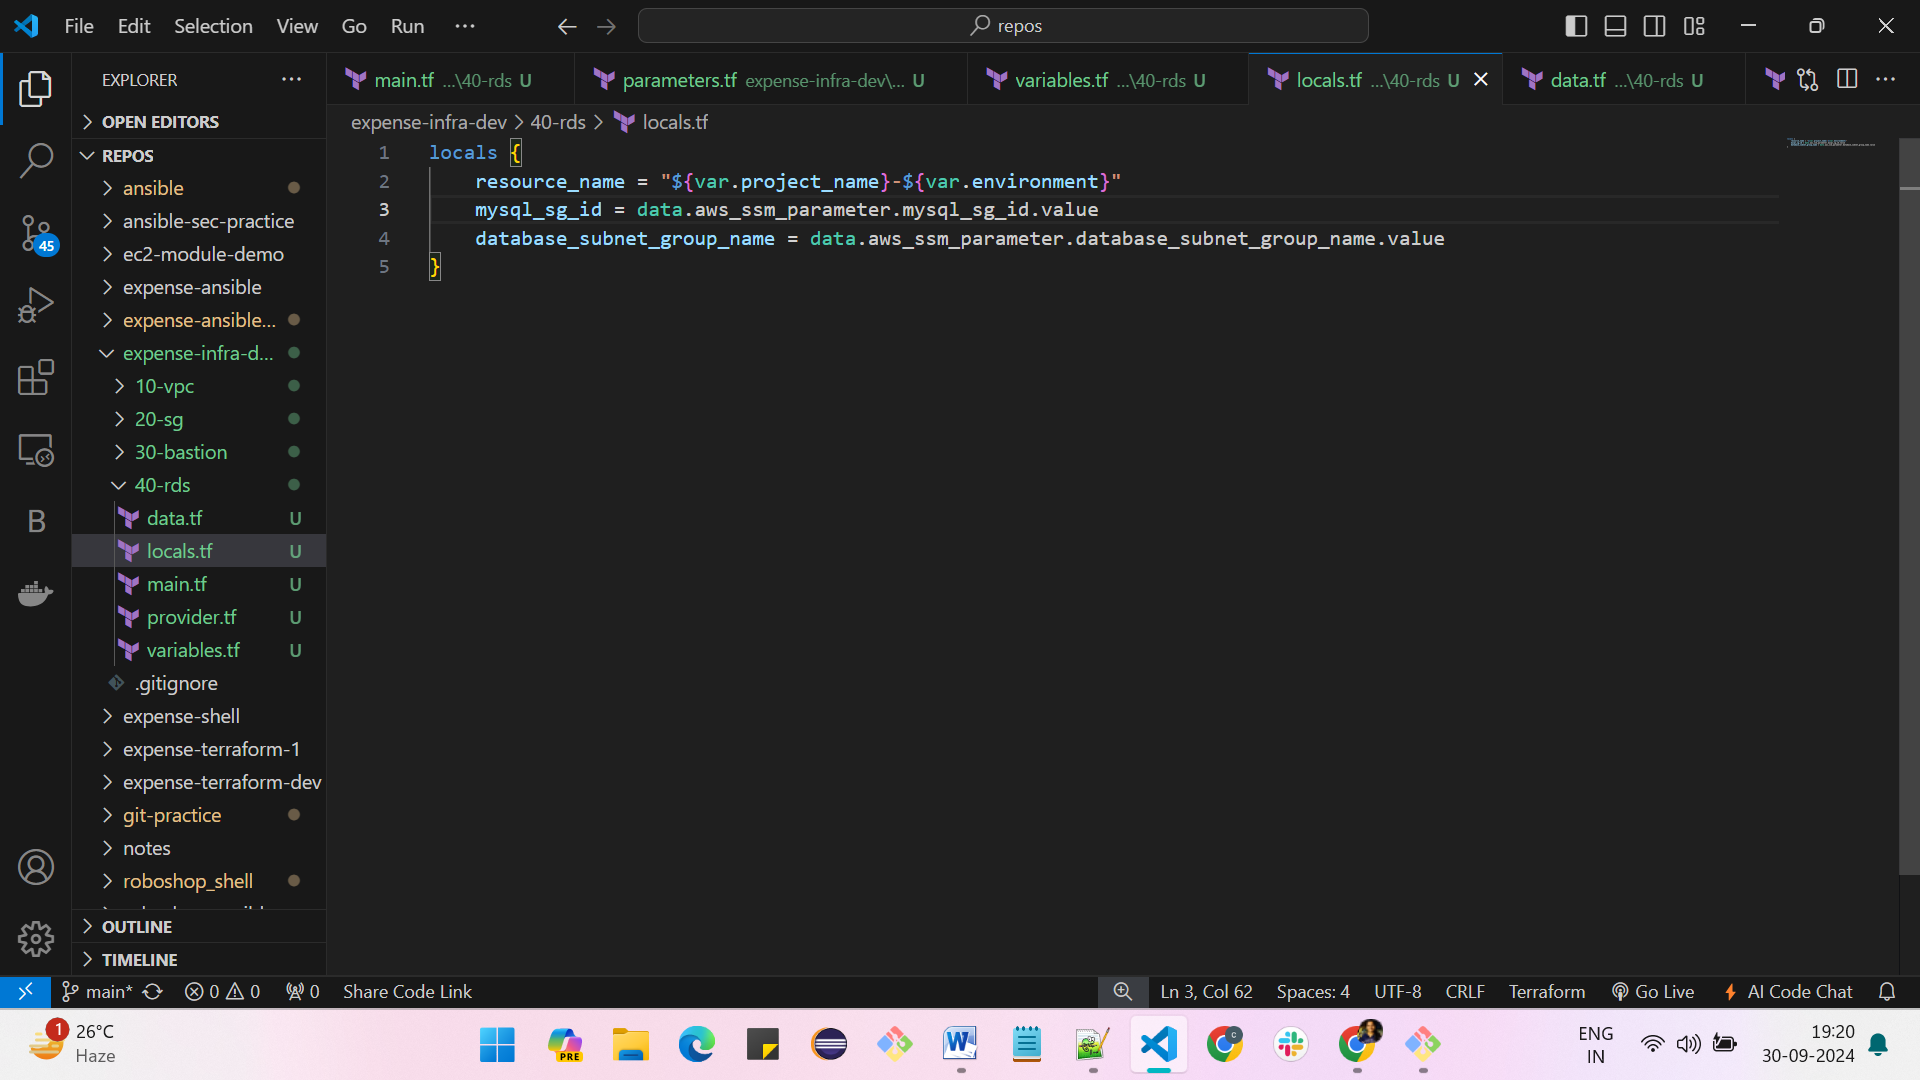 File Edit Selection View Go Run ···
repos
EXPLORER ···
OPEN EDITORS
REPOS
ansible
ansible-sec-practice
ec2-module-demo
expense-ansible
expense-ansible...
expense-infra-d...
10-vpc
20-sg
30-bastion
40-rds
data.tf U
locals.tf U
main.tf U
provider.tf U
variables.tf U
.gitignore
expense-shell
expense-terraform-1
expense-terraform-dev
git-practice
notes
roboshop_shell
OUTLINE
TIMELINE
45
B
main.tf ...\40-rds U
parameters.tf expense-infra-dev\... U
variables.tf ...\40-rds U
locals.tf ...\40-rds U
data.tf ...\40-rds U
expense-infra-dev > 40-rds > locals.tf
1 locals {
2 resource_name = "${var.project_name}-${var.environment}"
3 mysql_sg_id = data.aws_ssm_parameter.mysql_sg_id.value
4 database_subnet_group_name = data.aws_ssm_parameter.database_subnet_group_name.value
5 }
main* 0 0 0 Share Code Link
Ln 3, Col 62 Spaces: 4 UTF-8 CRLF Terraform Go Live AI Code Chat
1
26°C
Haze
PRE
C
ENG
IN
19:20
30-09-2024